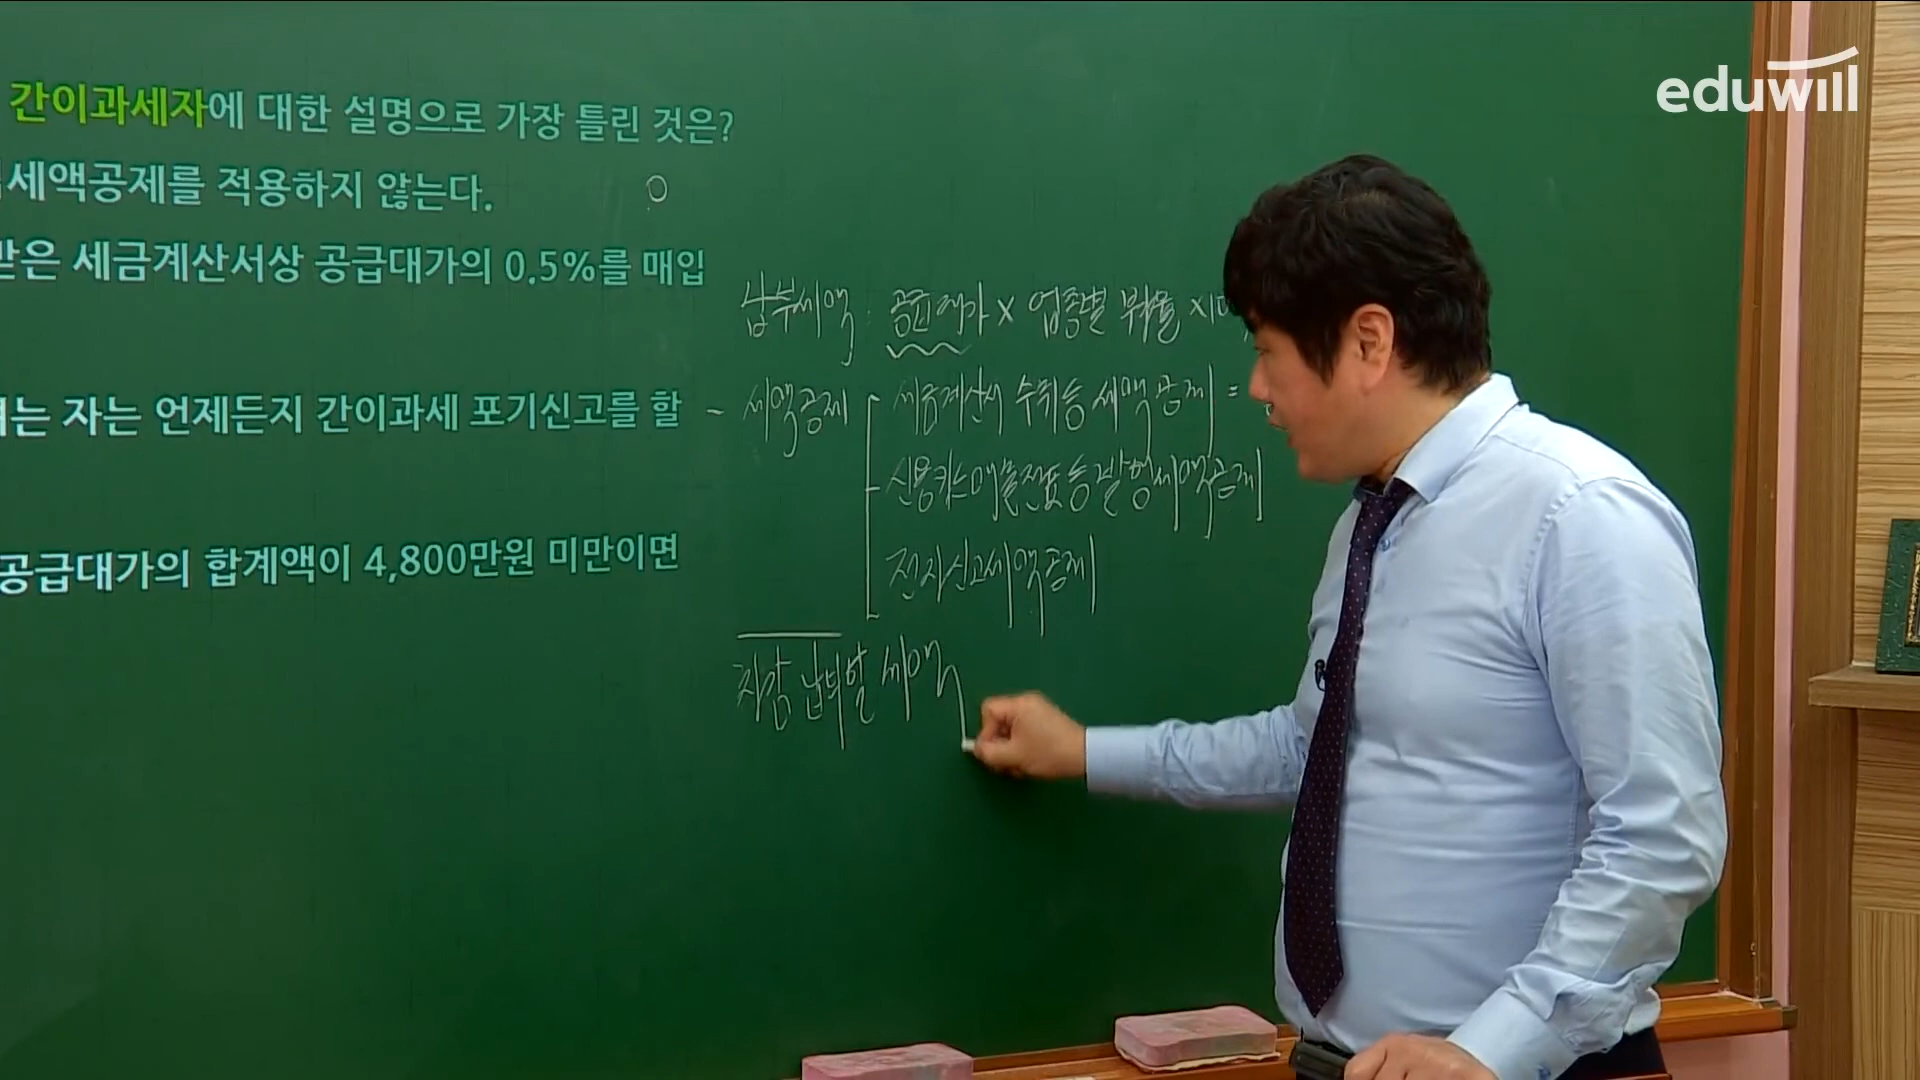 eduwill
간이과세자에 대한 설명으로 가장 틀린 것은?
세액공제를 적용하지 않는다. O
받은 세금계산서상 공급대가의 0.5%를 매입
납부세액 : 공급대가 × 업종별 부가율 ×10
는 자는 언제든지 간이과세 포기신고를 할
- 세액공제 세금계산서 수취등 세액공제 =
신용카드매출전표등발행세액공제
전자신고세액공제
공급대가의 합계액이 4,800만원 미만이면
차감납부할 세액